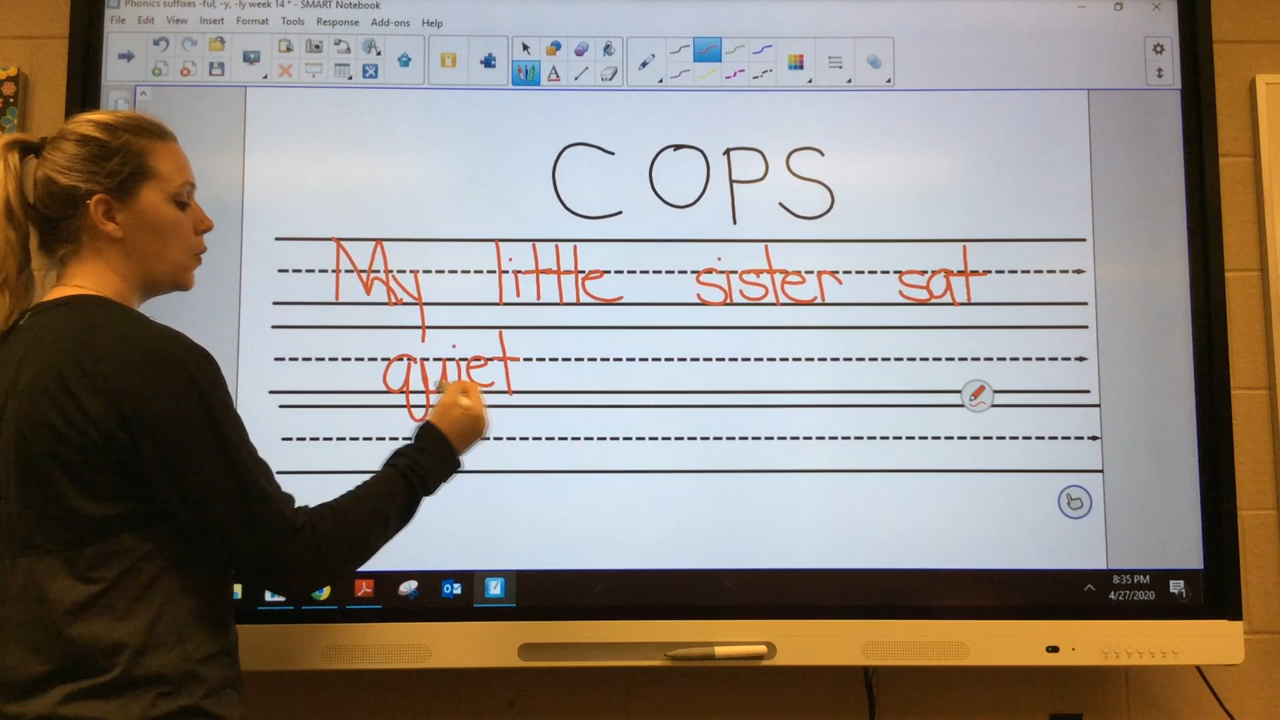 Phonics suffixes -ful, -y, -ly week 14 * - SMART Notebook
File Edit View Insert Format Tools Response Add-ons Help
COPS
My little sister sat
quiet
8:35 PM
4/27/2020